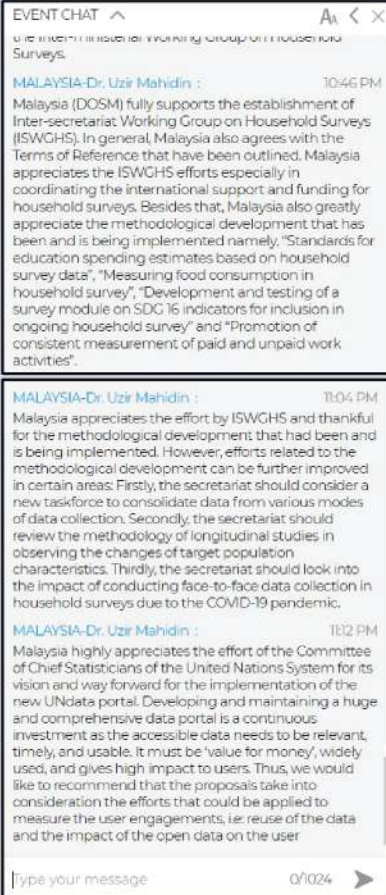 EVENT CHAT
AA
the Inter-ministerial Working Group on Household
Surveys.
MALAYSIA-Dr. Uzir Mahidin : 10:46 PM
Malaysia (DOSM) fully supports the establishment of
Inter-secretariat Working Group on Household Surveys
(ISWGHS). In general, Malaysia also agrees with the
Terms of Reference that have been outlined. Malaysia
appreciates the ISWGHS efforts especially in
coordinating the international support and funding for
household surveys. Besides that, Malaysia also greatly
appreciate the methodological development that has
been and is being implemented namely, "Standards for
education spending estimates based on household
survey data", "Measuring food consumption in
household survey", "Development and testing of a
survey module on SDG 16 indicators for inclusion in
ongoing household survey" and "Promotion of
consistent measurement of paid and unpaid work
activities".
MALAYSIA-Dr. Uzir Mahidin : 11:04 PM
Malaysia appreciates the effort by ISWGHS and thankful
for the methodological development that had been and
is being implemented. However, efforts related to the
methodological development can be further improved
in certain areas: Firstly, the secretariat should consider a
new taskforce to consolidate data from various modes
of data collection. Secondly, the secretariat should
review the methodology of longitudinal studies in
observing the changes of target population
characteristics. Thirdly, the secretariat should look into
the impact of conducting face-to-face data collection in
household surveys due to the COVID-19 pandemic.
MALAYSIA-Dr. Uzir Mahidin : 11:12 PM
Malaysia highly appreciates the effort of the Committee
of Chief Statisticians of the United Nations System for its
vision and way forward for the implementation of the
new UNdata portal. Developing and maintaining a huge
and comprehensive data portal is a continuous
investment as the accessible data needs to be relevant,
timely, and usable. It must be 'value for money', widely
used, and gives high impact to users. Thus, we would
like to recommend that the proposals take into
consideration the efforts that could be applied to
measure the user engagements, i.e: reuse of the data
and the impact of the open data on the user
Type your message 0/1024